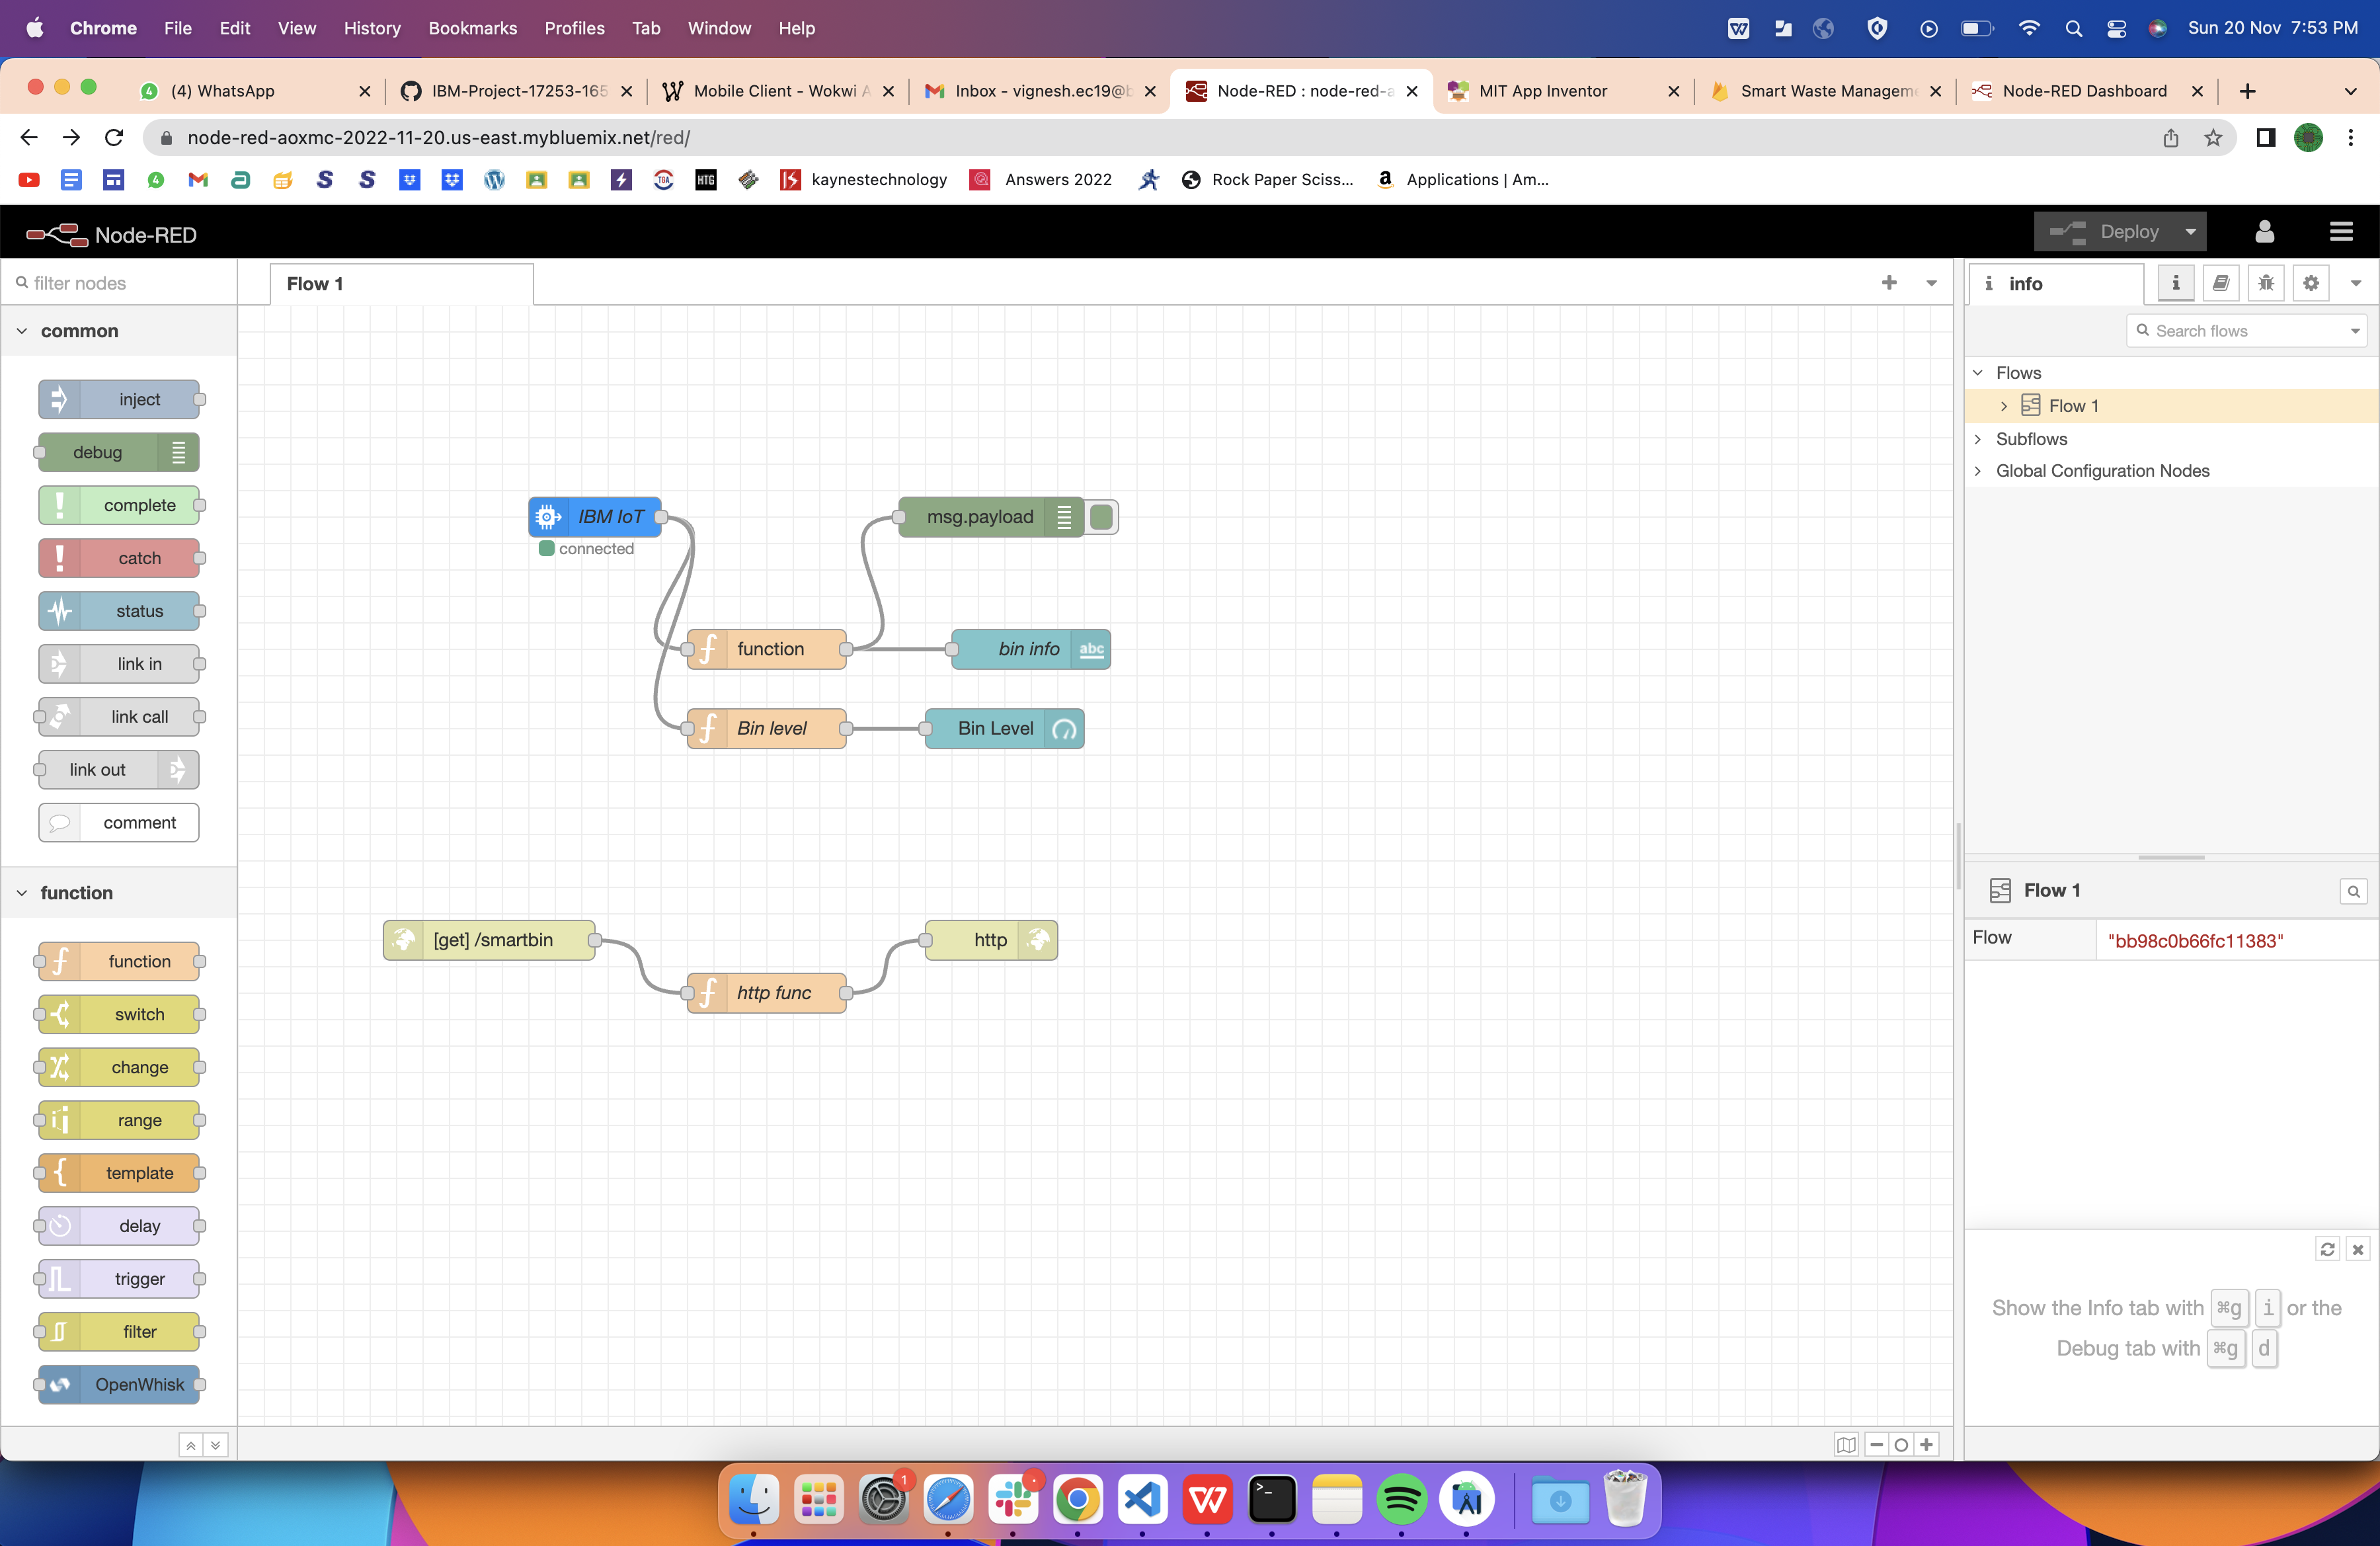 Chrome File Edit View History Bookmarks Profiles Tab Window Help Sun 20 Nov 7:53 PM
(4) WhatsApp IBM-Project-17253-165 Mobile Client - Wokwi A Inbox - vignesh.ec19@b Node-RED : node-red-a MIT App Inventor Smart Waste Managem Node-RED Dashboard
node-red-aoxmc-2022-11-20.us-east.mybluemix.net/red/
kaynestechnology Answers 2022 Rock Paper Sciss... Applications | Am...
Node-RED Deploy
filter nodes
Flow 1
info
common
Search flows
inject
debug
complete
catch
status
link in
link call
link out
comment
function
function
switch
change
range
template
delay
trigger
filter
OpenWhisk
IBM IoT
connected
msg.payload
function
bin info
abc
Bin level
Bin Level
[get] /smartbin
http
http func
Flows
Flow 1
Subflows
Global Configuration Nodes
Flow 1
Flow "bb98c0b66fc11383"
Show the Info tab with ⌘g i or the
Debug tab with ⌘g d
1